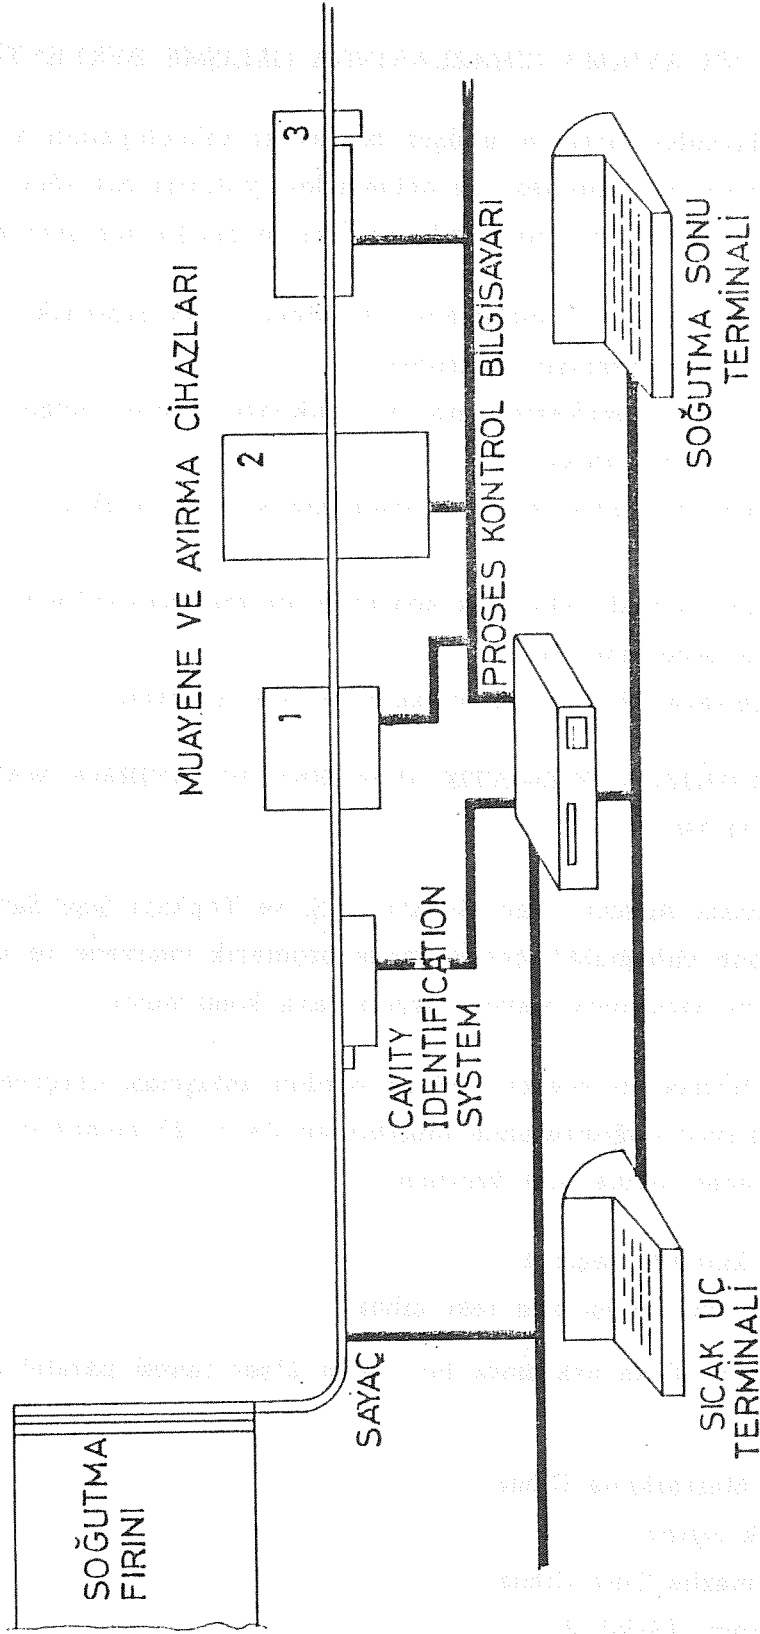 SOĞUTMA
FIRINI
SAYAÇ
CAVITY
IDENTIFICATION
SYSTEM
MUAYENE VE AYIRMA CİHAZLARI
1
2
3
PROSES KONTROL BİLGİSAYARI
SICAK UÇ
TERMİNALİ
SOĞUTMA SONU
TERMİNALİ